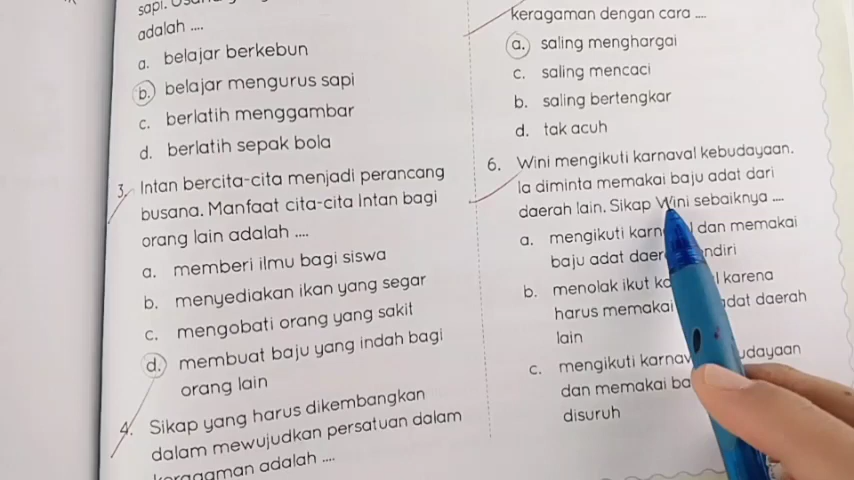 sapi.
adalah ....
a. belajar berkebun
b. belajar mengurus sapi
c. berlatih menggambar
d. berlatih sepak bola
3. Intan bercita-cita menjadi perancang
busana. Manfaat cita-cita Intan bagi
orang lain adalah ....
a. memberi ilmu bagi siswa
b. menyediakan ikan yang segar
c. mengobati orang yang sakit
d. membuat baju yang indah bagi
orang lain
4. Sikap yang harus dikembangkan
dalam mewujudkan persatuan dalam
keragaman adalah ....
keragaman dengan cara ....
a. saling menghargai
c. saling mencaci
b. saling bertengkar
d. tak acuh
6. Wini mengikuti karnaval kebudayaan.
Ia diminta memakai baju adat dari
daerah lain. Sikap Wini sebaiknya ....
a. mengikuti dan memakai
baju adat
b. menolak ikut karena
harus memakai adat daerah
lain
c. mengikuti
dan memakai
disuruh